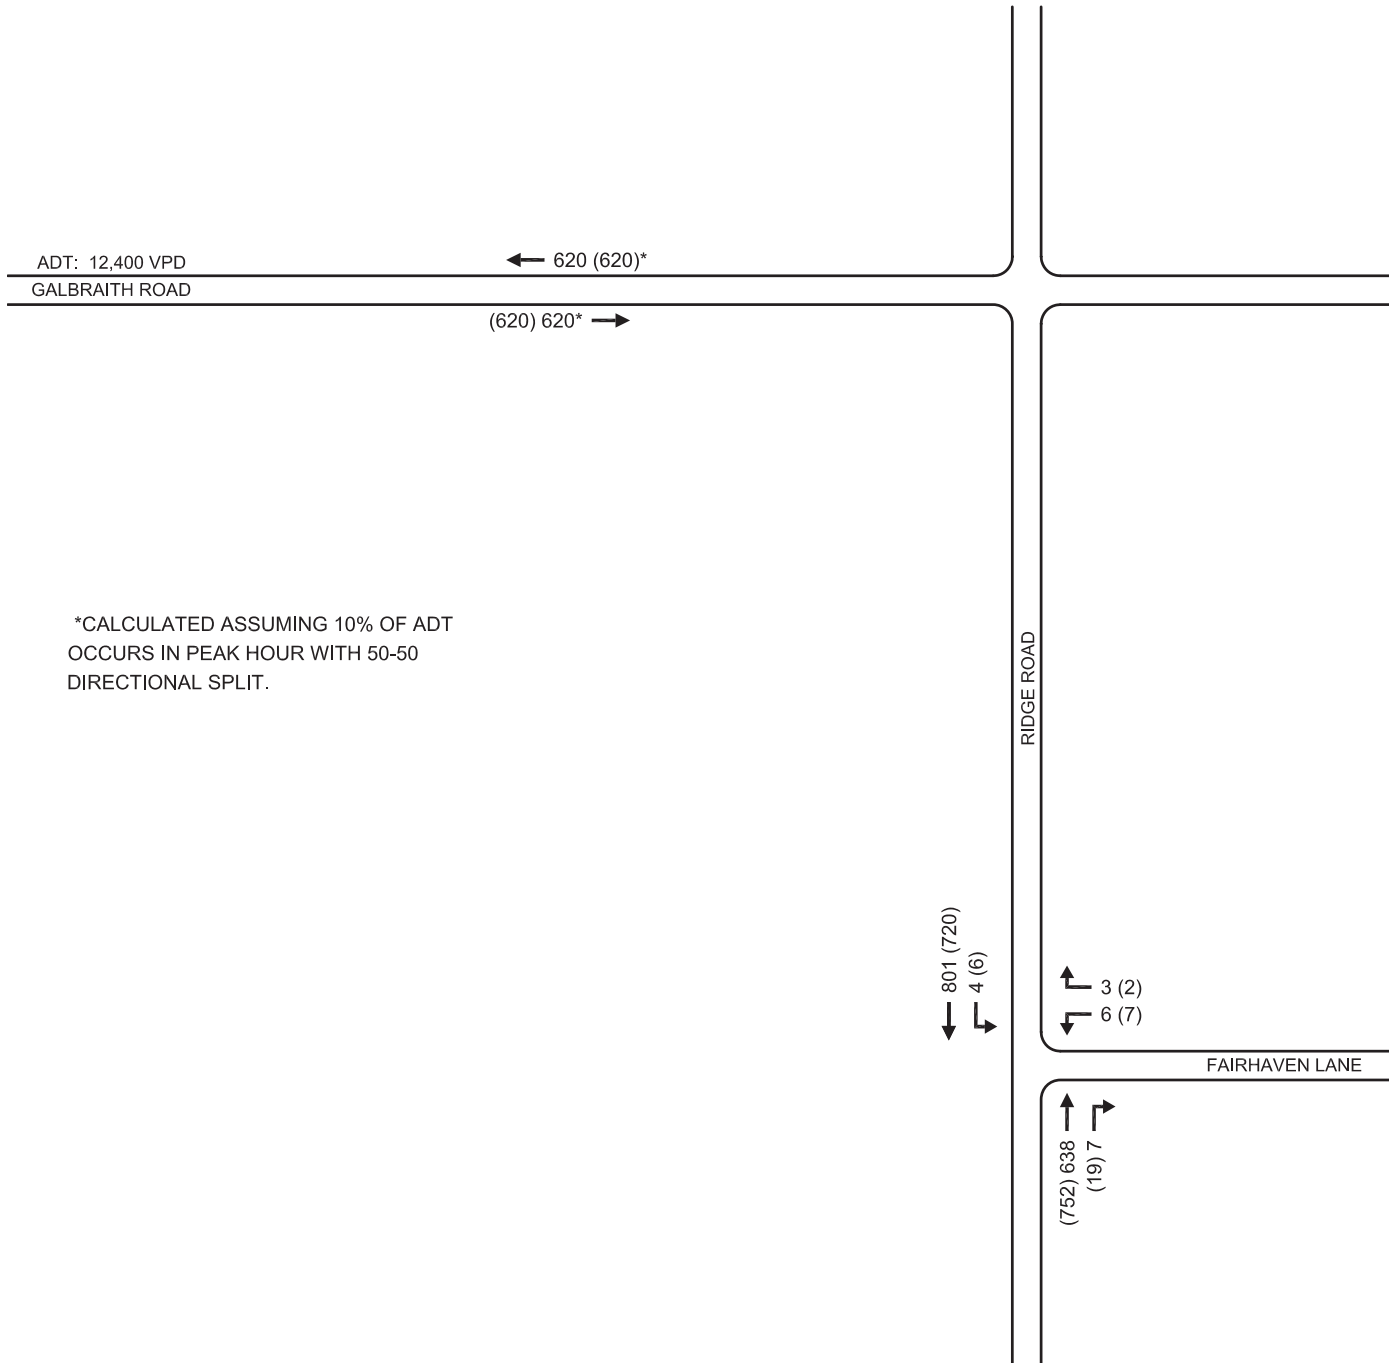 ADT: 12,400 VPD
620 (620)*
GALBRAITH ROAD
(620) 620*
*CALCULATED ASSUMING 10% OF ADT
OCCURS IN PEAK HOUR WITH 50-50
DIRECTIONAL SPLIT.
RIDGE ROAD
801 (720)
4 (6)
3 (2)
6 (7)
FAIRHAVEN LANE
(752) 638
(19) 7